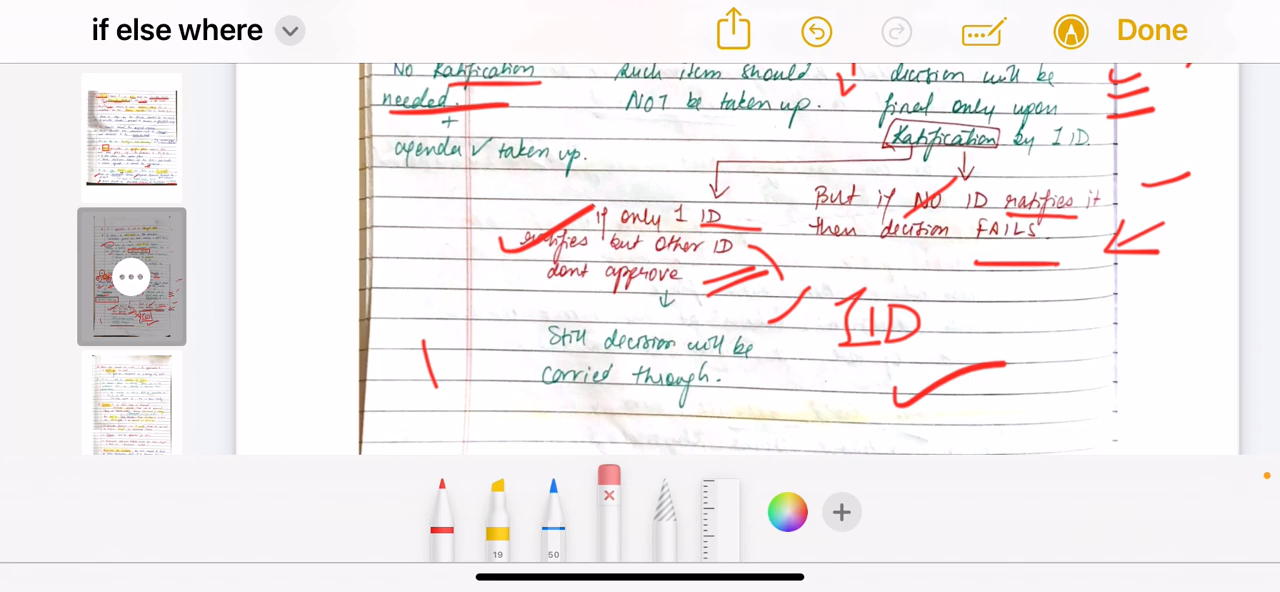 if else where
Done
No Ratification
needed.
+
agenda ✓ taken up.
Such item should
NOT be taken up.
decision will be
final only upon
Ratification by 1 ID.
if only 1 ID
ratifies but other ID
dont approve
↓
Still decision will be
carried through.
But if NO ID ratifies it
then decision FAILS.
1ID
19
50